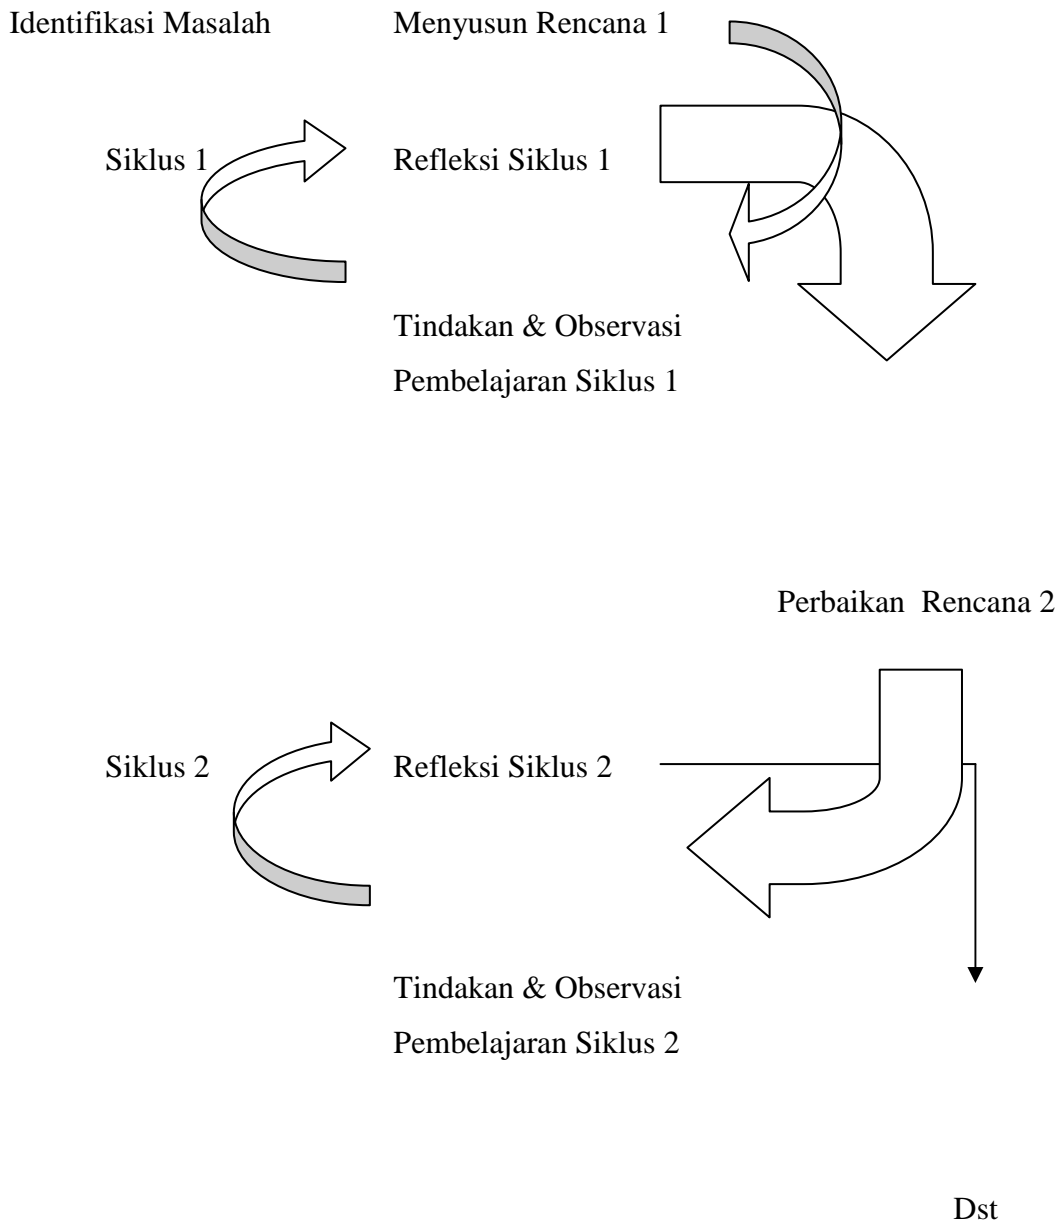 Identifikasi Masalah
Menyusun Rencana 1
Siklus 1
Refleksi Siklus 1
Tindakan & Observasi
Pembelajaran Siklus 1
Perbaikan  Rencana 2
Siklus 2
Refleksi Siklus 2
Tindakan & Observasi
Pembelajaran Siklus 2
Dst